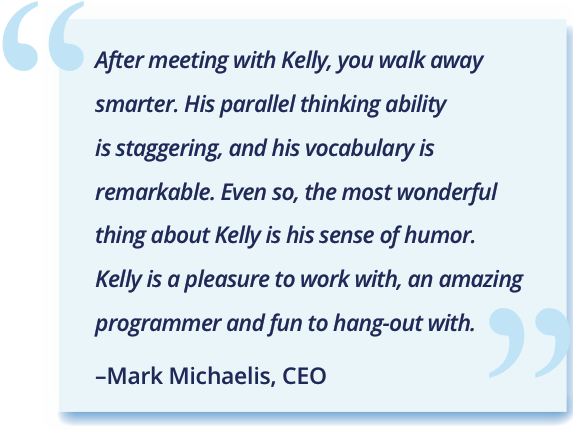 After meeting with Kelly, you walk away
smarter. His parallel thinking ability
is staggering, and his vocabulary is
remarkable. Even so, the most wonderful
thing about Kelly is his sense of humor.
Kelly is a pleasure to work with, an amazing
programmer and fun to hang-out with.
–Mark Michaelis, CEO